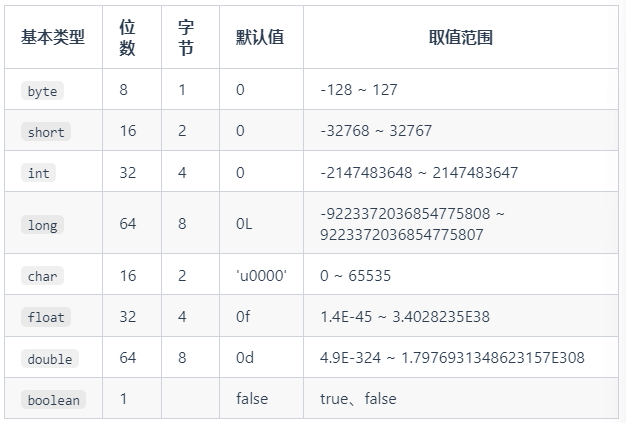 基本类型 位数 字节 默认值 取值范围
byte 8 1 0 -128 ~ 127
short 16 2 0 -32768 ~ 32767
int 32 4 0 -2147483648 ~ 2147483647
long 64 8 0L -9223372036854775808 ~
9223372036854775807
char 16 2 'u0000' 0 ~ 65535
float 32 4 0f 1.4E-45 ~ 3.4028235E38
double 64 8 0d 4.9E-324 ~ 1.7976931348623157E308
boolean 1 false true、false